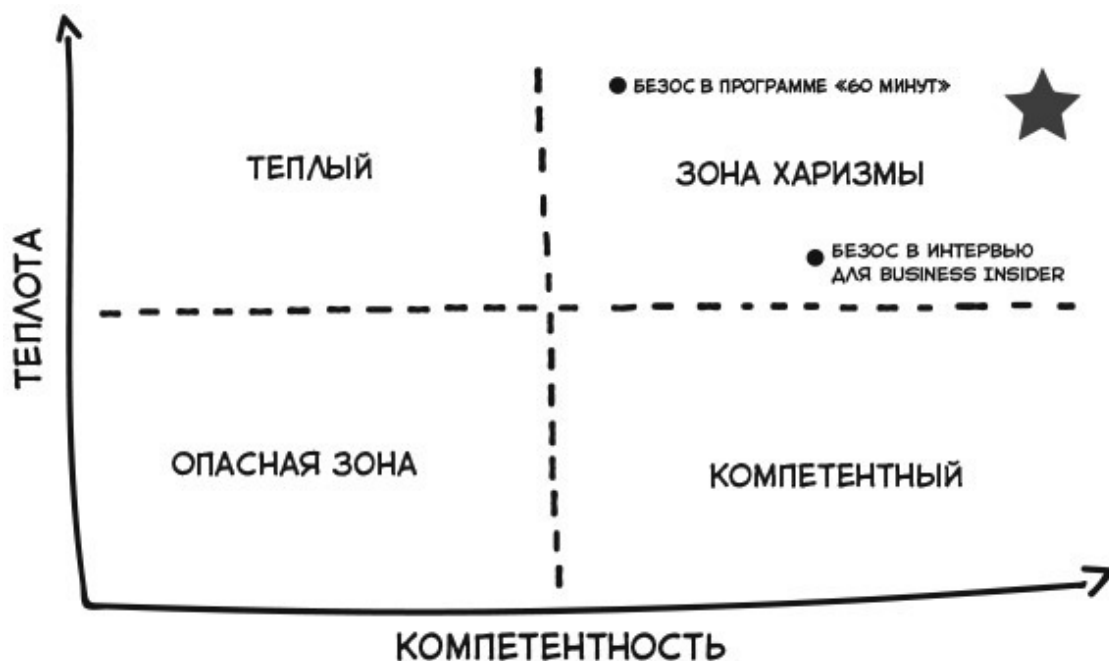 БЕЗОС В ПРОГРАММЕ «60 МИНУТ»
ТЕПЛЫЙ
ЗОНА ХАРИЗМЫ
ТЕПЛОТА
БЕЗОС В ИНТЕРВЬЮ
ДЛЯ BUSINESS INSIDER
ОПАСНАЯ ЗОНА
КОМПЕТЕНТНЫЙ
КОМПЕТЕНТНОСТЬ